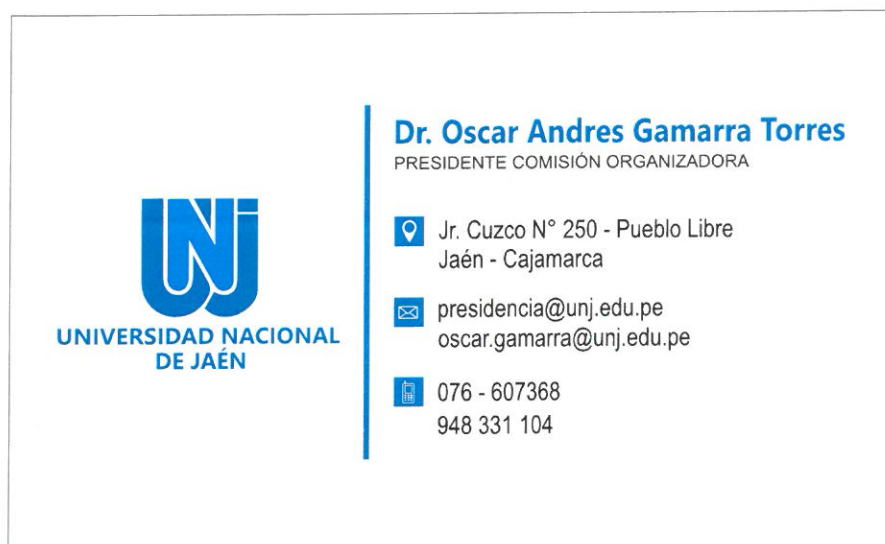 UNJ
UNIVERSIDAD NACIONAL
DE JAÉN
Dr. Oscar Andres Gamarra Torres
PRESIDENTE COMISIÓN ORGANIZADORA
Jr. Cuzco N° 250 - Pueblo Libre
Jaén - Cajamarca
presidencia@unj.edu.pe
oscar.gamarra@unj.edu.pe
076 - 607368
948 331 104